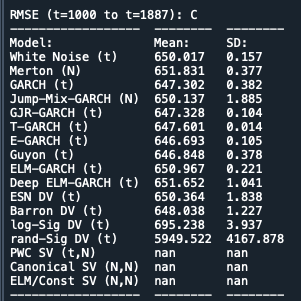 RMSE (t=1000 to t=1887): C
------------------ -------- --------
Model: Mean: SD:
White Noise (t) 650.017 0.157
Merton (N) 651.831 0.377
GARCH (t) 647.302 0.382
Jump-Mix-GARCH (N) 650.137 1.885
GJR-GARCH (t) 647.328 0.104
T-GARCH (t) 647.601 0.014
E-GARCH (t) 646.693 0.105
Guyon (t) 646.848 0.378
ELM-GARCH (t) 650.967 0.221
Deep ELM-GARCH (t) 651.652 1.041
ESN DV (t) 650.364 1.838
Barron DV (t) 648.038 1.227
log-Sig DV (t) 695.238 3.937
rand-Sig DV (t) 5949.522 4167.878
PWC SV (t,N) nan nan
Canonical SV (N,N) nan nan
ELM/Const SV (N,N) nan nan
------------------ -------- --------